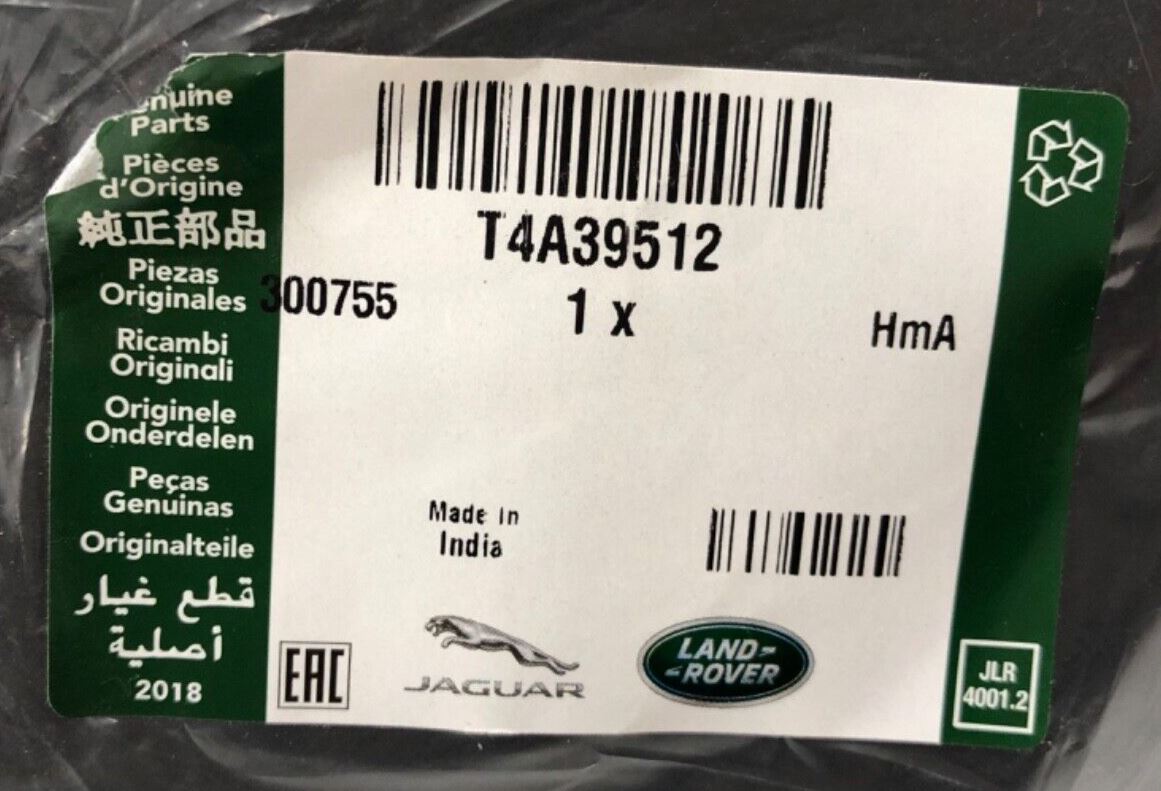 Parts
Pièces
d'Origine
純正部品
Piezas
Originales
Ricambi
Originali
Originele
Onderdelen
Peças
Genuinas
Originalteile
قطع غيار
أصلية
2018
T4A39512
300755
1 x
HmA
Made In
India
EAC
JAGUAR
LAND-
-ROVER
JLR
4001.2